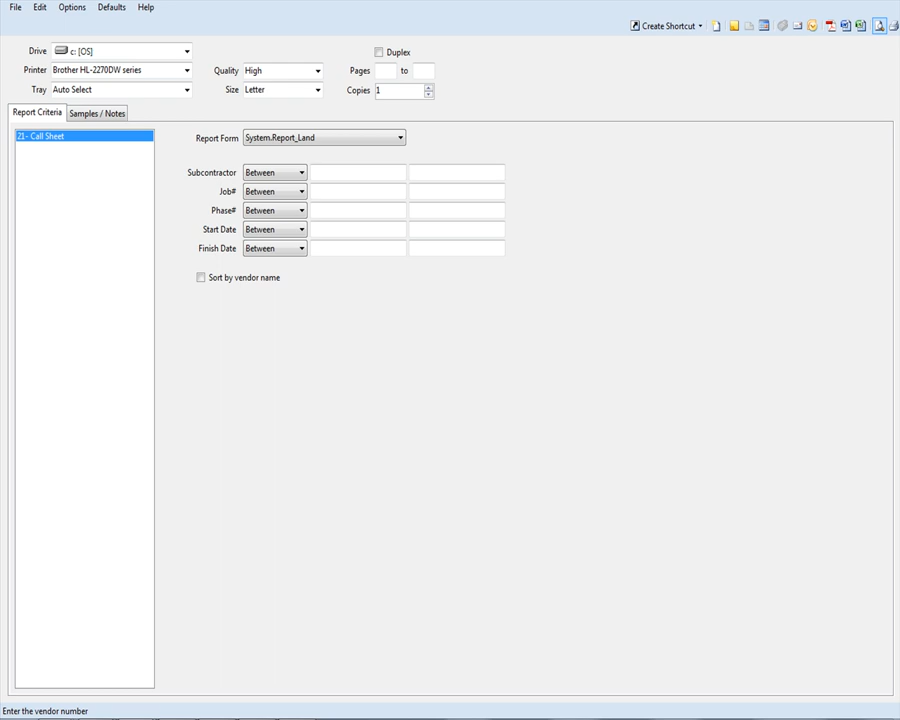 File Edit Options Defaults Help
Create Shortcut
Drive c: [OS] Duplex
Printer Brother HL-2270DW series Quality High Pages to
Tray Auto Select Size Letter Copies 1
Report Criteria Samples / Notes
21- Call Sheet
Report Form System.Report_Land
Subcontractor Between
Job# Between
Phase# Between
Start Date Between
Finish Date Between
Sort by vendor name
Enter the vendor number